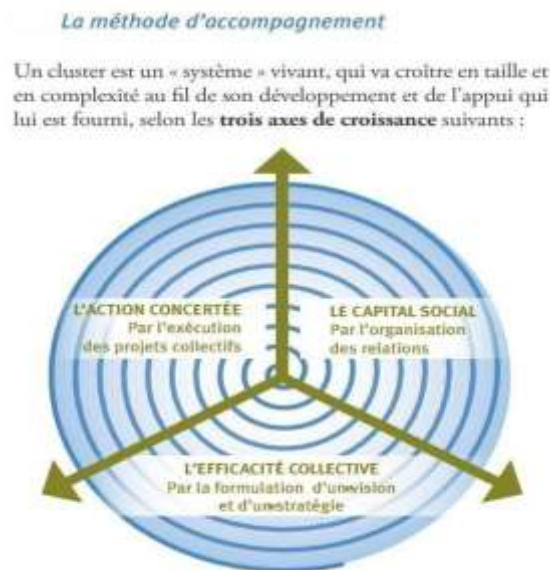 La méthode d'accompagnement
Un cluster est un « système » vivant, qui va croître en taille et
en complexité au fil de son développement et de l'appui qui
lui est fourni, selon les trois axes de croissance suivants :
L'ACTION CONCERTÉE
Par l'exécution
des projets collectifs
LE CAPITAL SOCIAL
Par l'organisation
des relations
L'EFFICACITÉ COLLECTIVE
Par la formulation d'une vision
et d'une stratégie